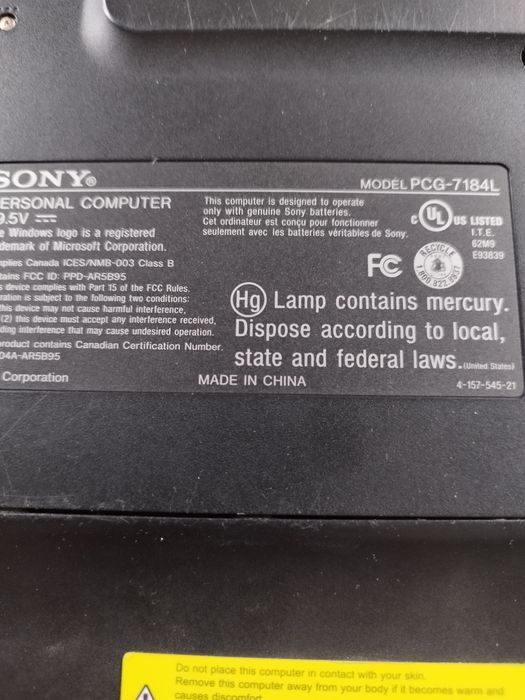 SONY®
MODEL PCG-7184L
PERSONAL COMPUTER
9.5V
Windows logo is a registered
of Microsoft Corporation.
Canada ICES/NMB-003 Class B
FCC ID: PPD-AR5B95
device complies with Part 15 of the FCC Rules.
is subject to the following two conditions:
this device may not cause harmful interference,
(2) this device must accept any interference received,
interference that may cause undesired operation.
product contains Canadian Certification Number.
04A-AR5B95
Corporation
This computer is designed to operate
only with genuine Sony batteries.
Cet ordinateur est conçu pour fonctionner
seulement avec les batteries véritables de Sony.
C UL US LISTED
I.T.E.
62M9
E93839
FC
RECYCLE
1.800.822.8837
Hg Lamp contains mercury.
Dispose according to local,
state and federal laws. (United States)
MADE IN CHINA
4-157-545-21
Do not place this computer in contact with your skin.
Remove this computer away from your body if it becomes warm and
causes discomfort.